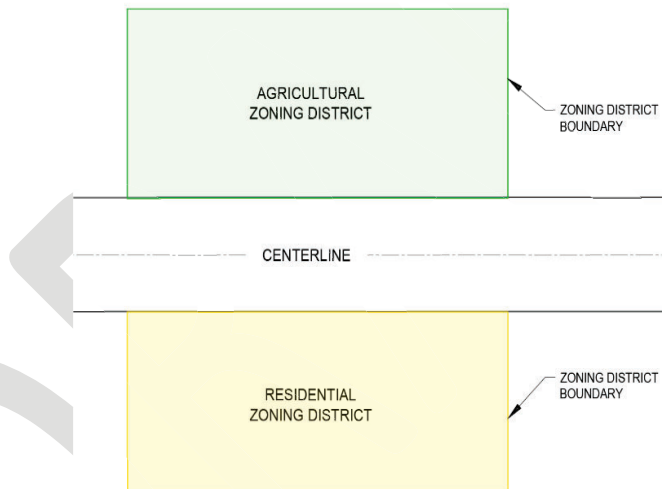 AGRICULTURAL
ZONING DISTRICT
ZONING DISTRICT
BOUNDARY
CENTERLINE
RESIDENTIAL
ZONING DISTRICT
ZONING DISTRICT
BOUNDARY